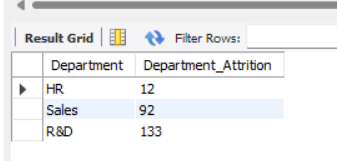 Result Grid Filter Rows:
Department Department_Attrition
HR 12
Sales 92
R&D 133